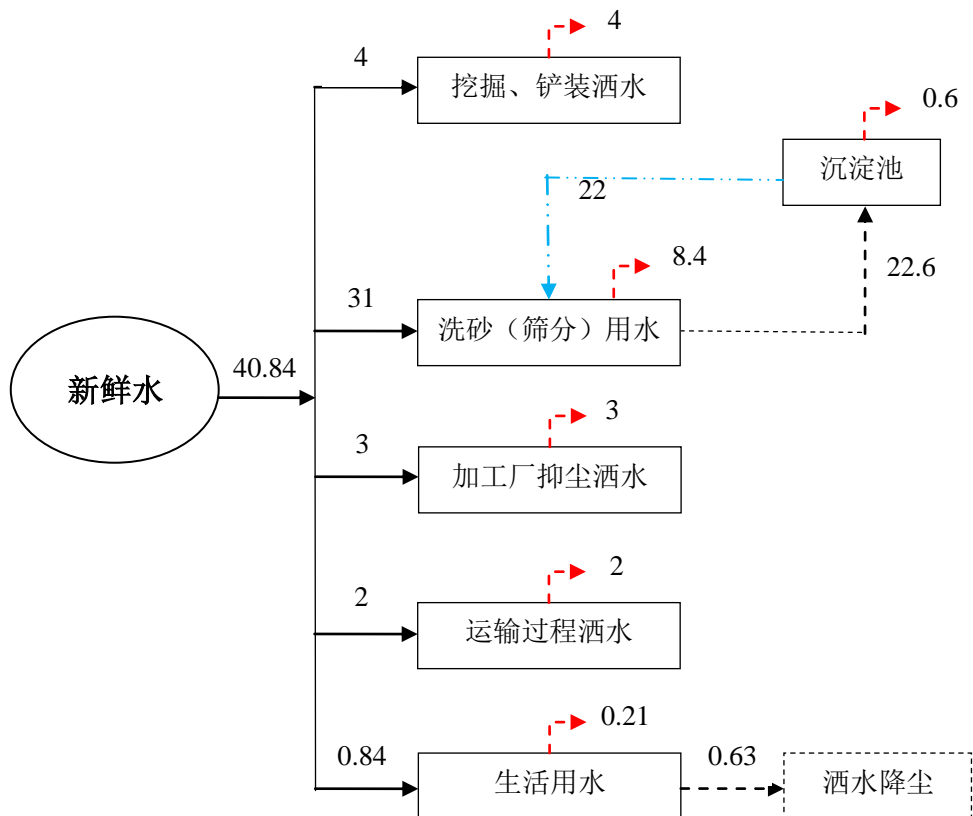 4
4
挖掘、铲装洒水
0.6
沉淀池
22
8.4
22.6
31
洗砂（筛分）用水
40.84
新鲜水
3
3
加工厂抑尘洒水
2
2
运输过程洒水
0.21
0.84
生活用水
0.63
洒水降尘